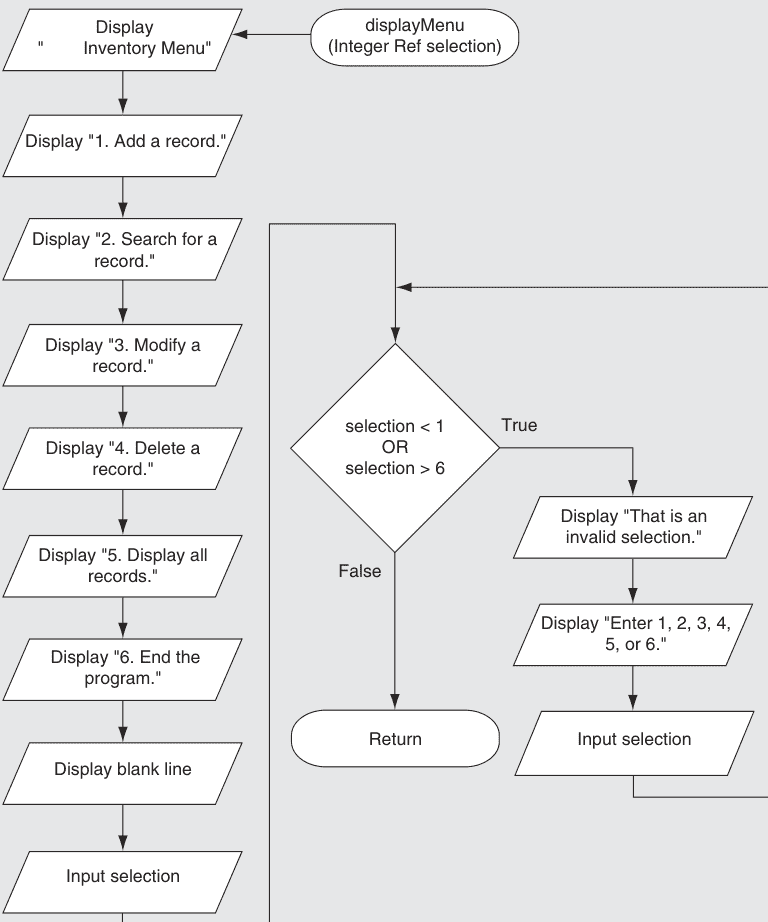 displayMenu
(Integer Ref selection)
Display
"        Inventory Menu"
Display "1. Add a record."
Display "2. Search for a
record."
Display "3. Modify a
record."
Display "4. Delete a
record."
Display "5. Display all
records."
Display "6. End the
program."
Display blank line
Input selection
selection < 1
OR
selection > 6
True
False
Display "That is an
invalid selection."
Display "Enter 1, 2, 3, 4,
5, or 6."
Input selection
Return